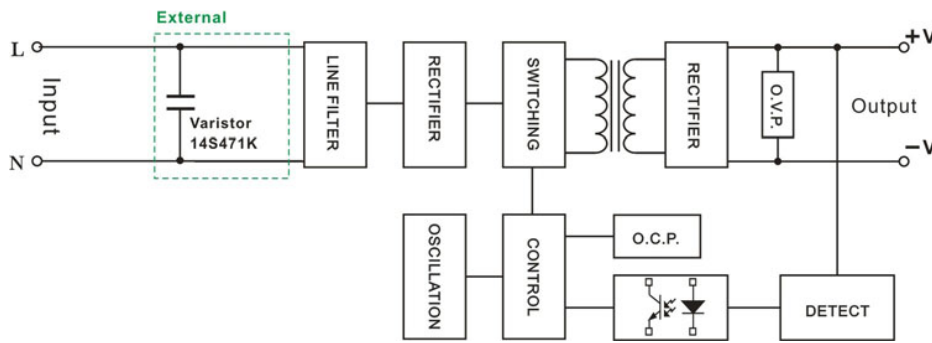 External
L
Input
N
Varistor
14S471K
LINE FILTER
RECTIFIER
SWITCHING
RECTIFIER
O.V.P.
+V
Output
−V
OSCILLATION
CONTROL
O.C.P.
DETECT